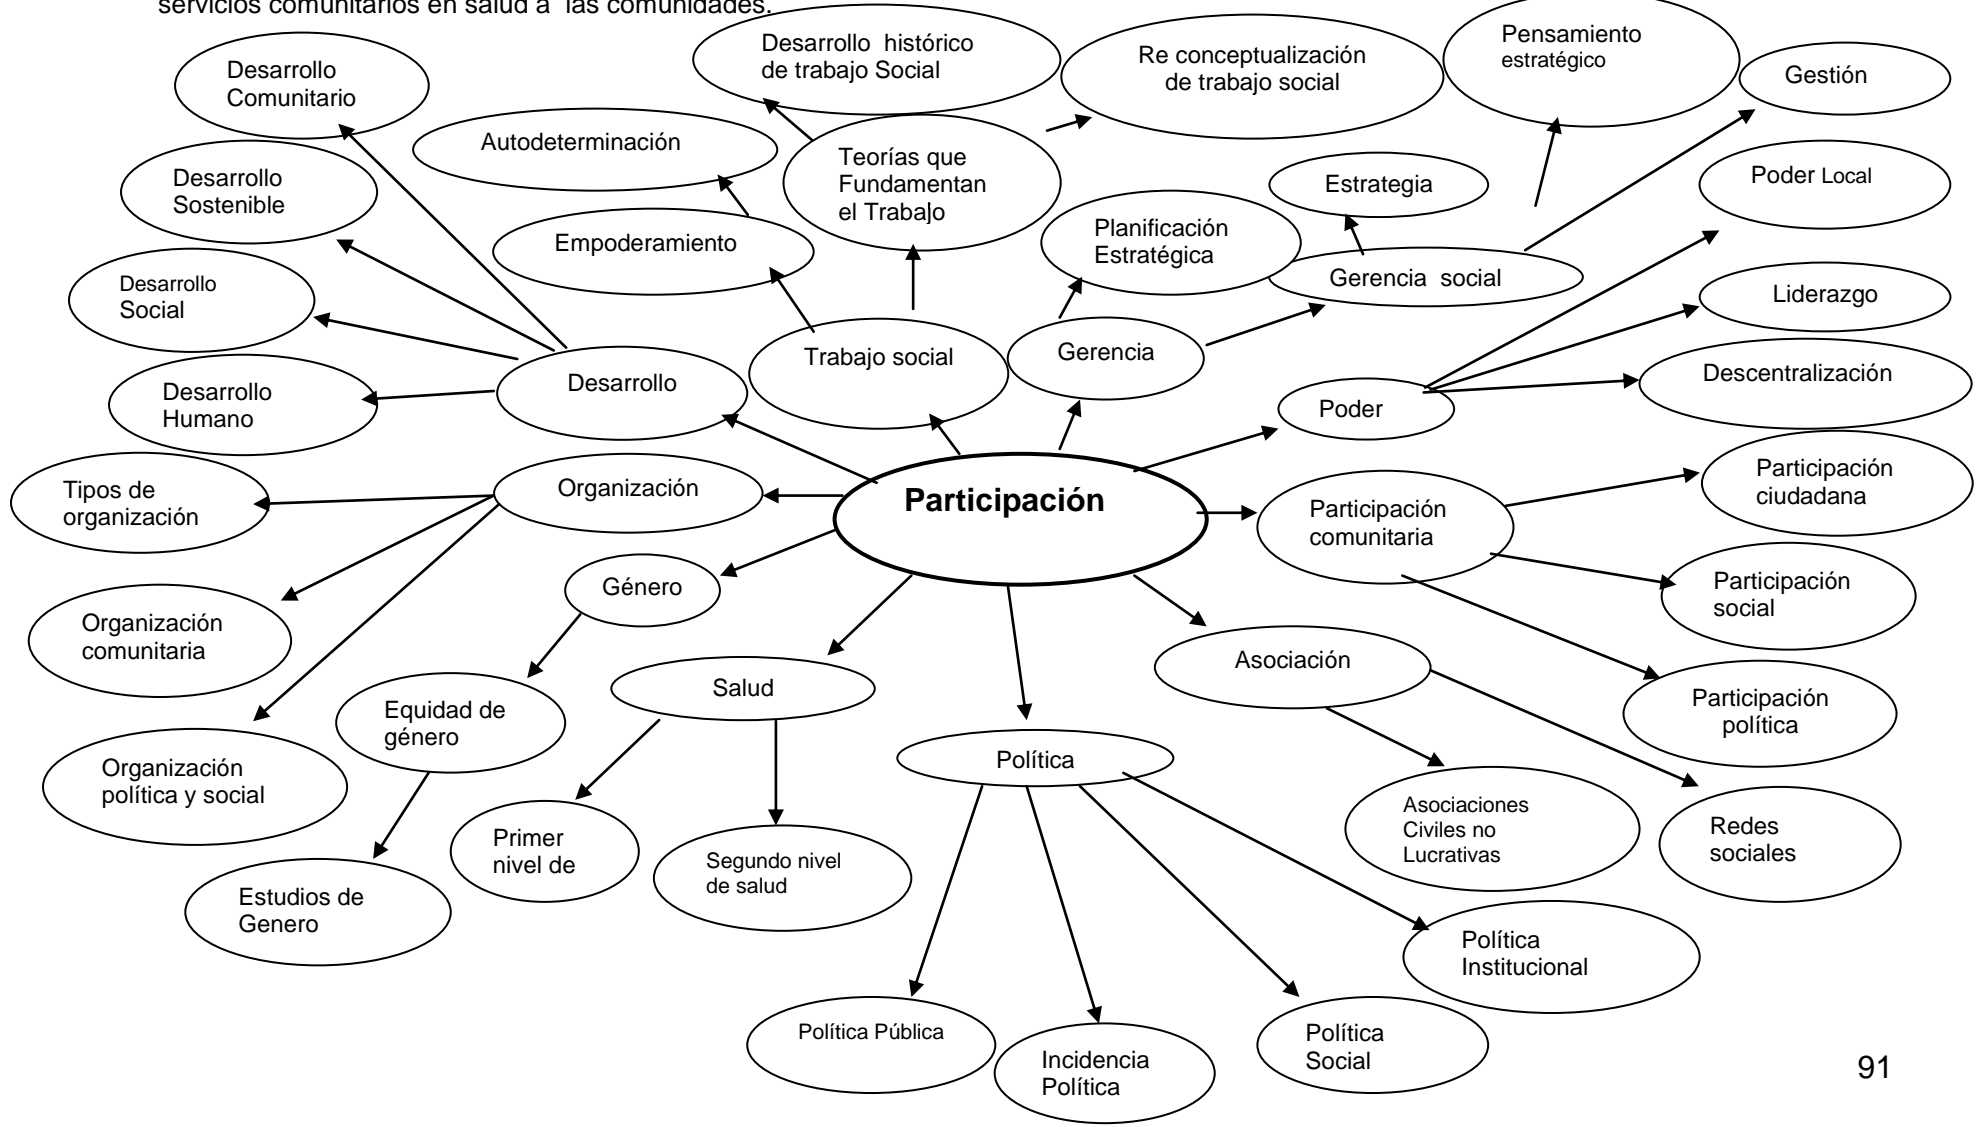 servicios comunitarios en salud a  las comunidades.
Desarrollo
Comunitario
Desarrollo  histórico
de trabajo Social
Re conceptualización
de trabajo social
Pensamiento
estratégico
Gestión
Autodeterminación
Teorías que
Fundamentan
el Trabajo
Desarrollo
Sostenible
Estrategia
Poder Local
Empoderamiento
Planificación
Estratégica
Gerencia  social
Desarrollo
Social
Liderazgo
Trabajo social
Gerencia
Desarrollo
Descentralización
Desarrollo
Humano
Poder
Participación
Organización
Tipos de
organización
Participación
comunitaria
Participación
ciudadana
Género
Participación
social
Organización
comunitaria
Asociación
Salud
Equidad de
género
Participación
política
Política
Organización
política y social
Asociaciones
Civiles no
Lucrativas
Redes
sociales
Primer
nivel de
Segundo nivel
de salud
Estudios de
Genero
Política
Institucional
Política Pública
Incidencia
Política
Política
Social
91